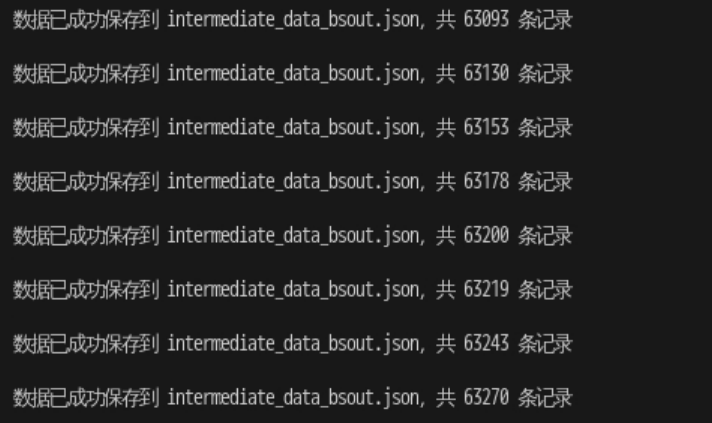 数据已成功保存到 intermediate_data_bsout.json, 共 63093 条记录
数据已成功保存到 intermediate_data_bsout.json, 共 63130 条记录
数据已成功保存到 intermediate_data_bsout.json, 共 63153 条记录
数据已成功保存到 intermediate_data_bsout.json, 共 63178 条记录
数据已成功保存到 intermediate_data_bsout.json, 共 63200 条记录
数据已成功保存到 intermediate_data_bsout.json, 共 63219 条记录
数据已成功保存到 intermediate_data_bsout.json, 共 63243 条记录
数据已成功保存到 intermediate_data_bsout.json, 共 63270 条记录